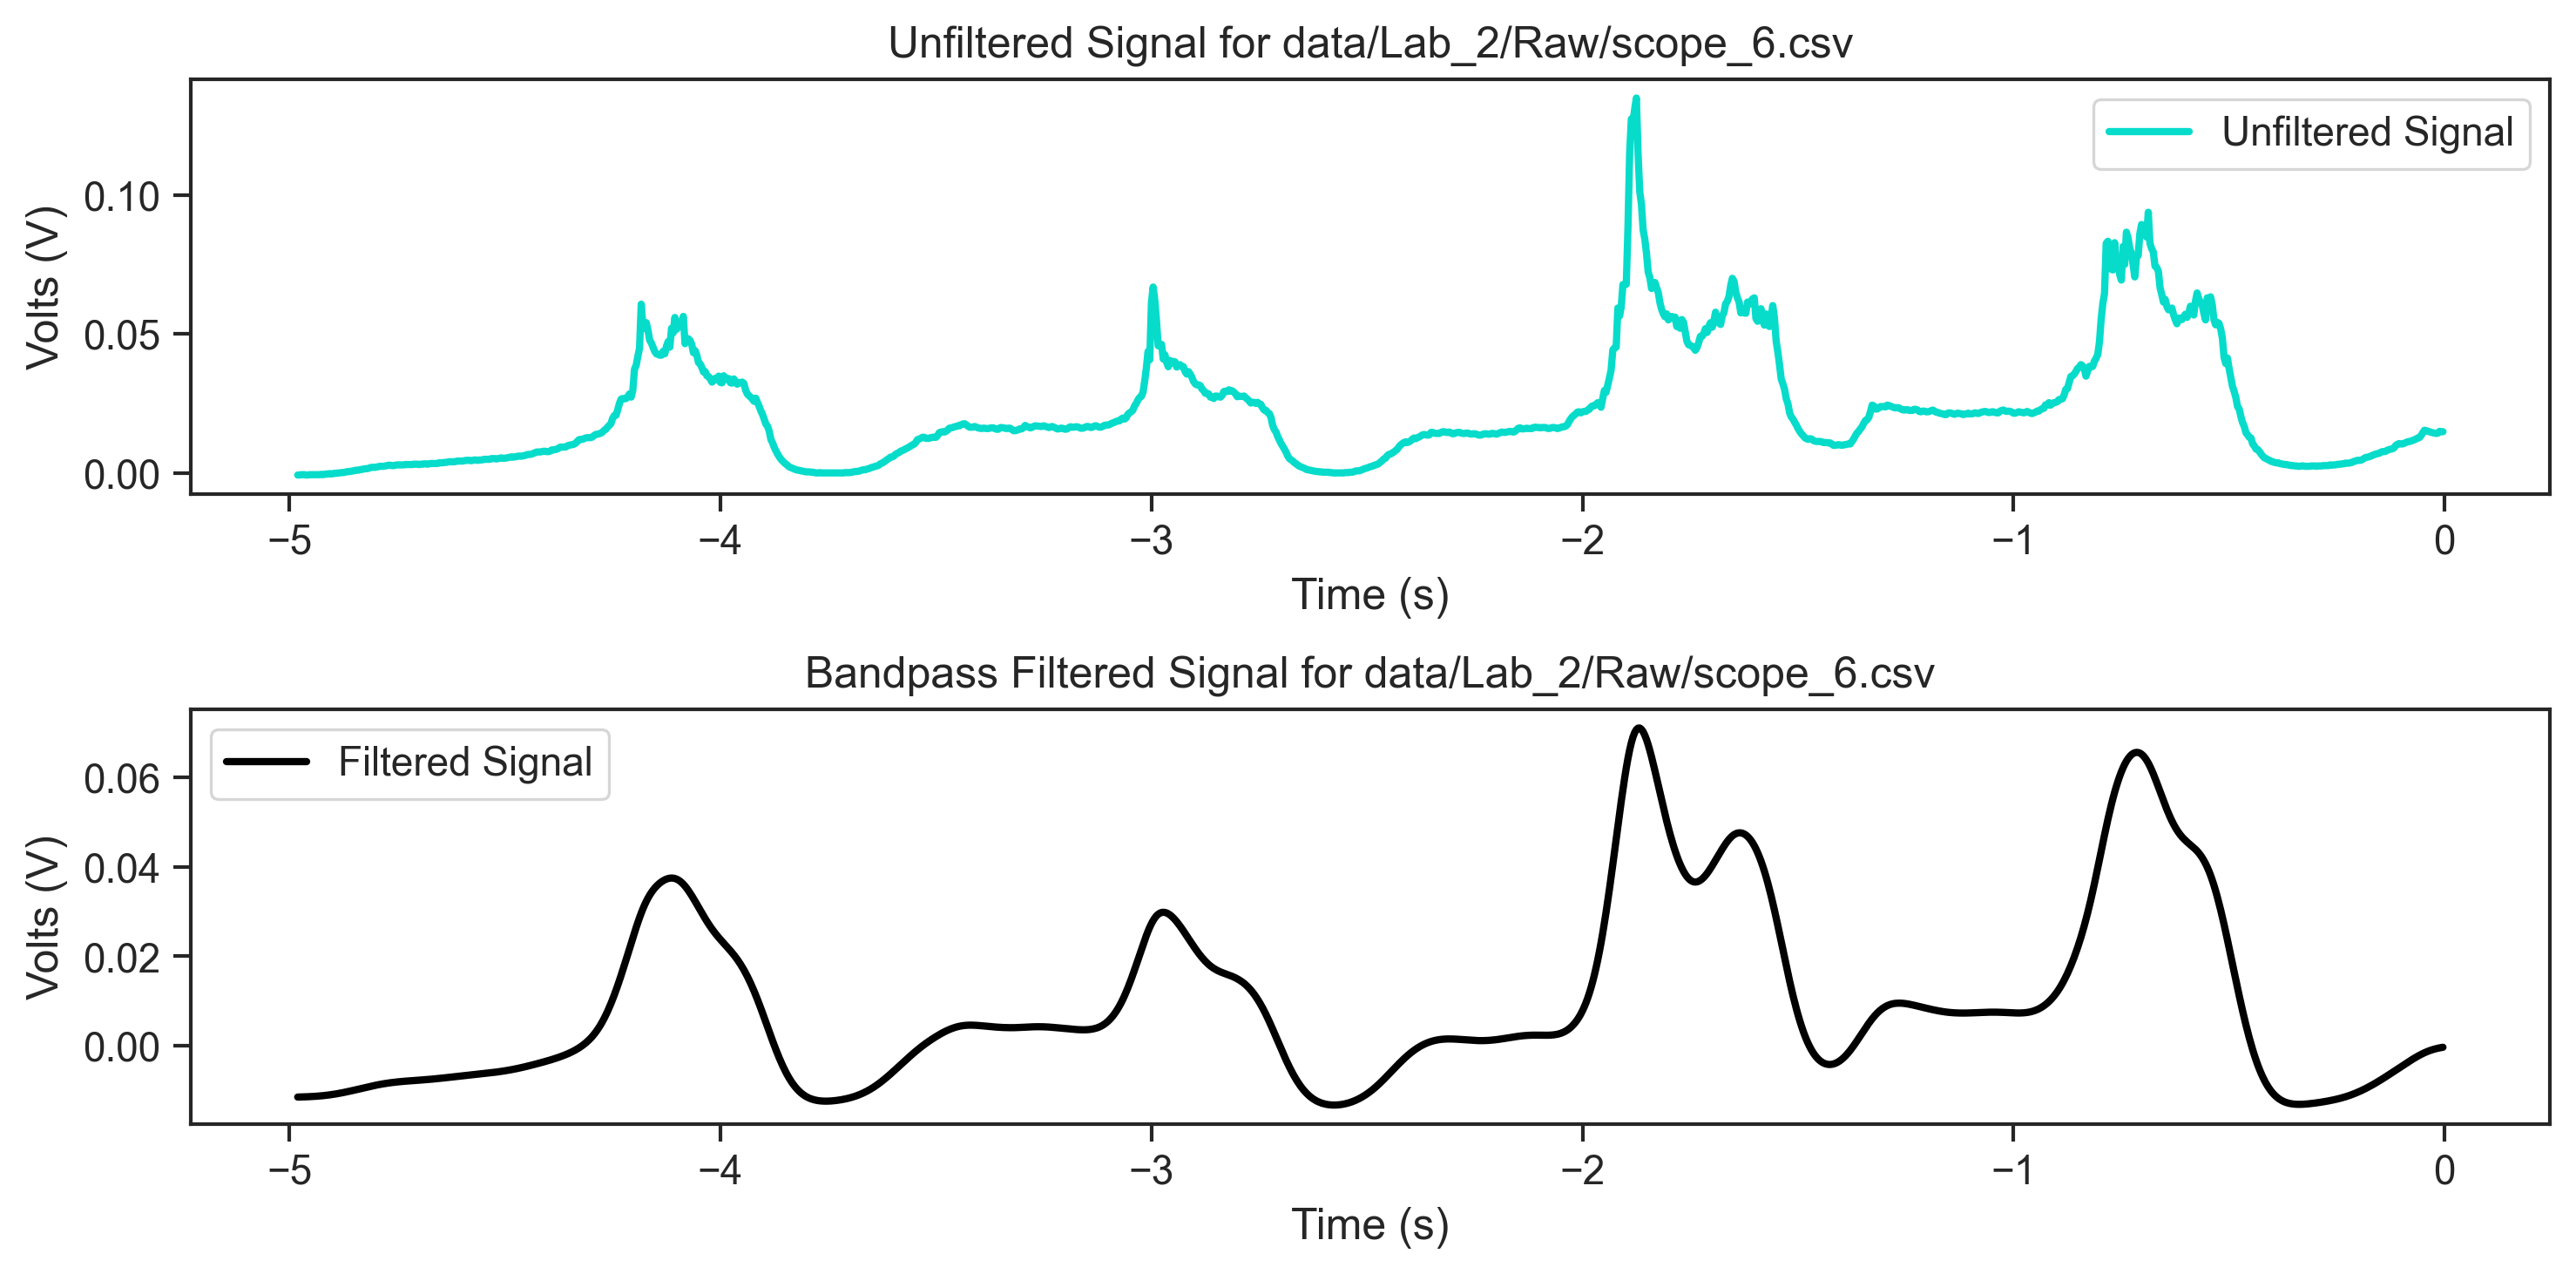 Unfiltered Signal for data/Lab_2/Raw/scope_6.csv
Unfiltered Signal
Volts (V)
0.10
0.05
0.00
−5 −4 −3 −2 −1 0
Time (s)
Bandpass Filtered Signal for data/Lab_2/Raw/scope_6.csv
Filtered Signal
Volts (V)
0.06
0.04
0.02
0.00
−5 −4 −3 −2 −1 0
Time (s)